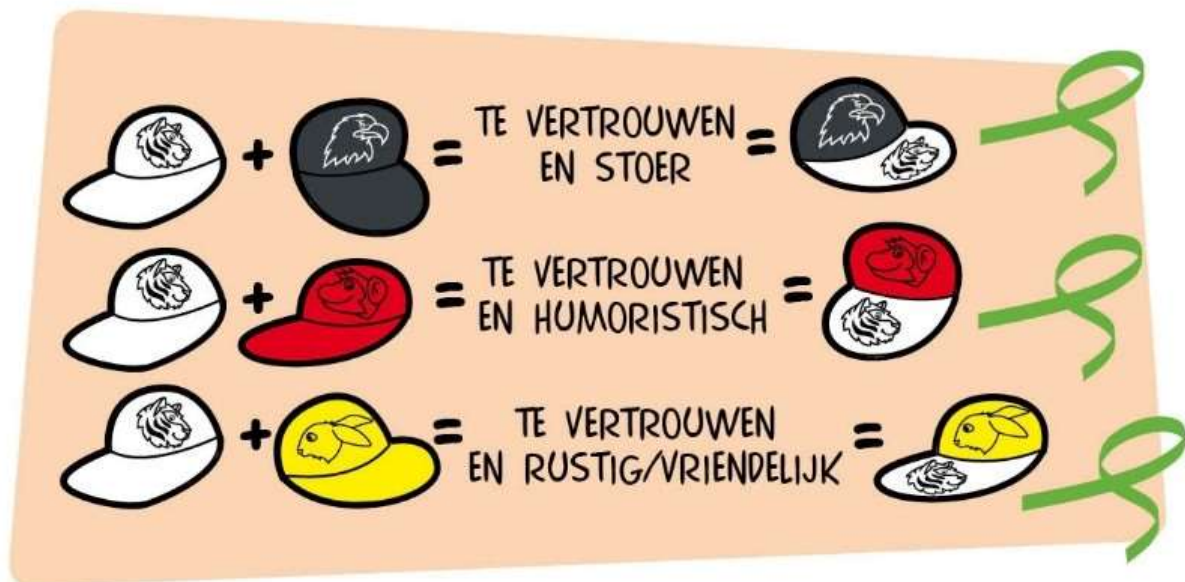 + = TE VERTROUWEN =
EN STOER
+ = TE VERTROUWEN =
EN HUMORISTISCH
+ = TE VERTROUWEN =
EN RUSTIG/VRIENDELIJK